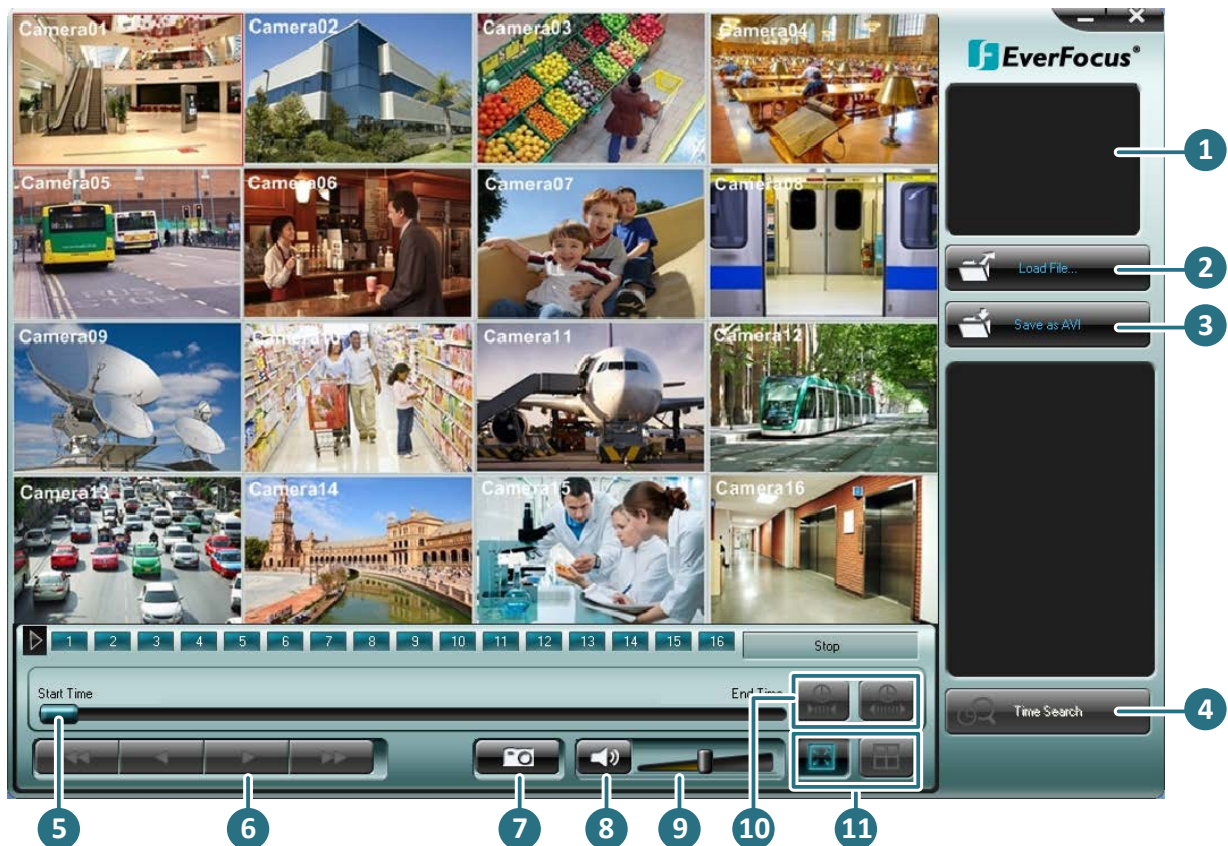 Camera01 Camera02 Camera03 Camera04
EverFocus®
1
Camera05 Camera06 Camera07 Camera08
Load File...
2
Save as AVI
3
Camera09 Camera10 Camera11 Camera12
Camera13 Camera14 Camera15 Camera16
1 2 3 4 5 6 7 8 9 10 11 12 13 14 15 16
Stop
Start Time
End Time
Time Search
4
5 6 7 8 9 10 11